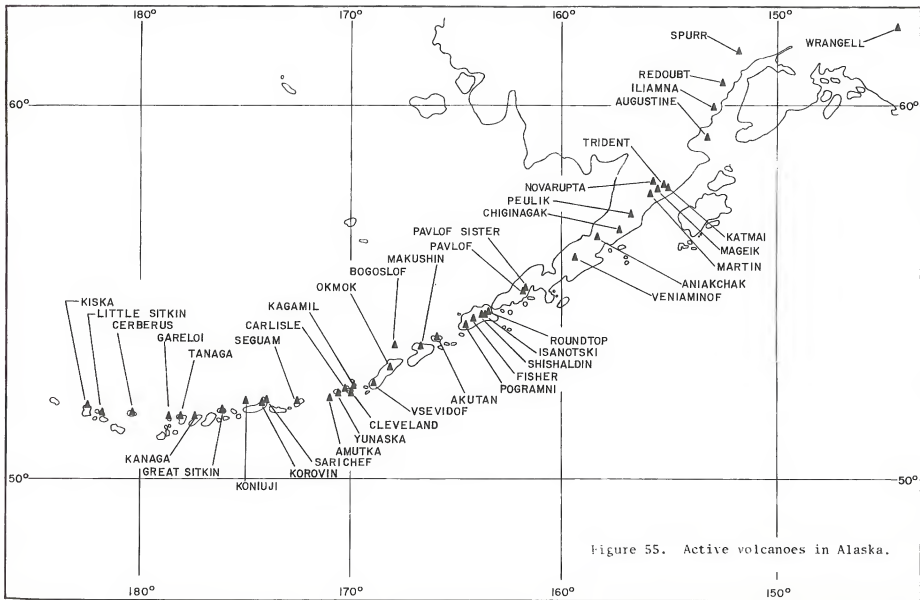 180°
170°
160°
150°
SPURR
WRANGELL
REDOUBT
ILIAMNA
AUGUSTINE
60°
60°
TRIDENT
NOVARUPTA
PEULIK
CHIGINAGAK
KATMAI
MAGEIK
MARTIN
ANIAKCHAK
VENIAMINOF
PAVLOF SISTER
PAVLOF
MAKUSHIN
BOGOSLOF
OKMOK
KAGAMIL
CARLISLE
SEGUAM
KISKA
LITTLE SITKIN
CERBERUS
GARELOI
TANAGA
ROUNDTOP
ISANOTSKI
SHISHALDIN
FISHER
POGRAMNI
AKUTAN
VSEVIDOF
CLEVELAND
YUNASKA
AMUTKA
SARICHEF
KOROVIN
KONIUJI
KANAGA
GREAT SITKIN
50°
50°
Figure 55. Active volcanoes in Alaska.
180°
170°
160°
150°